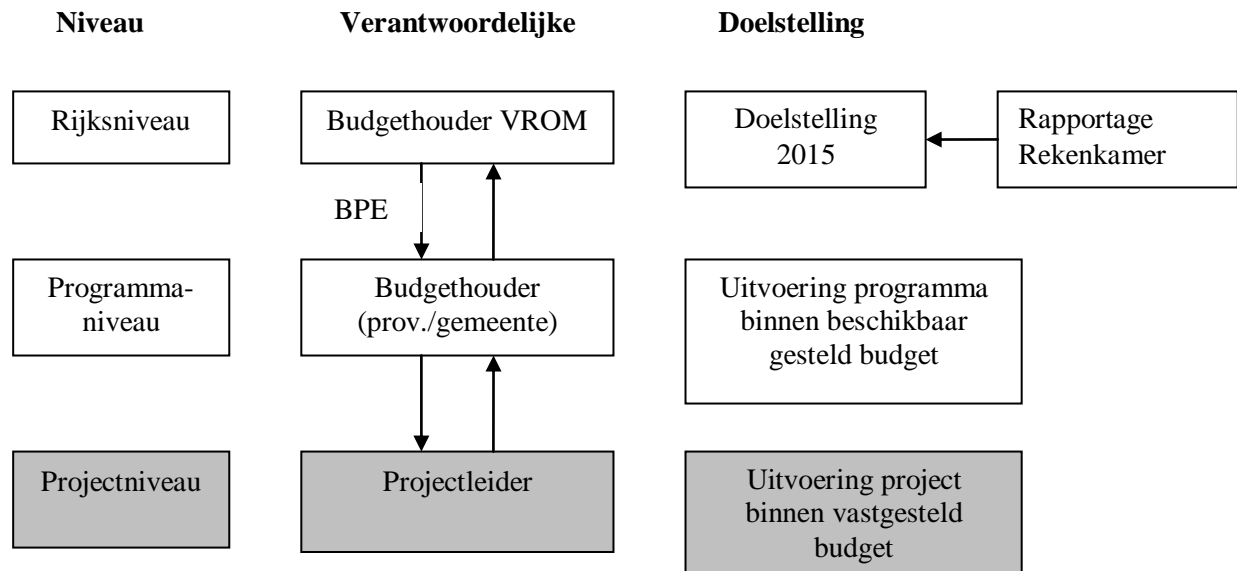 Niveau Verantwoordelijke Doelstelling
Rijksniveau
Budgethouder VROM
Doelstelling
2015
Rapportage
Rekenkamer
BPE
Programma-
niveau
Budgethouder
(prov./gemeente)
Uitvoering programma
binnen beschikbaar
gesteld budget
Projectniveau
Projectleider
Uitvoering project
binnen vastgesteld
budget